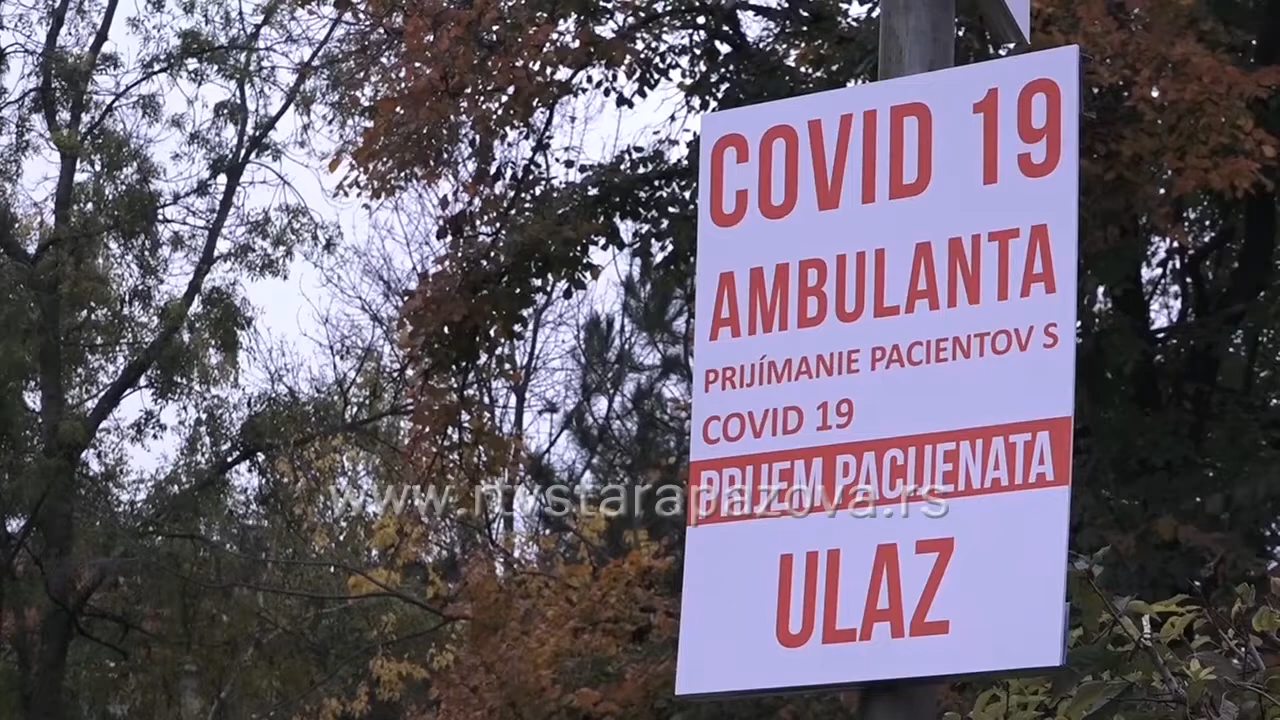 COVID 19
AMBULANTA
PRIJÍMANIE PACIENTOV S
COVID 19
PRIJEM PACIJENATA
www.rtvstarapazova.rs
ULAZ